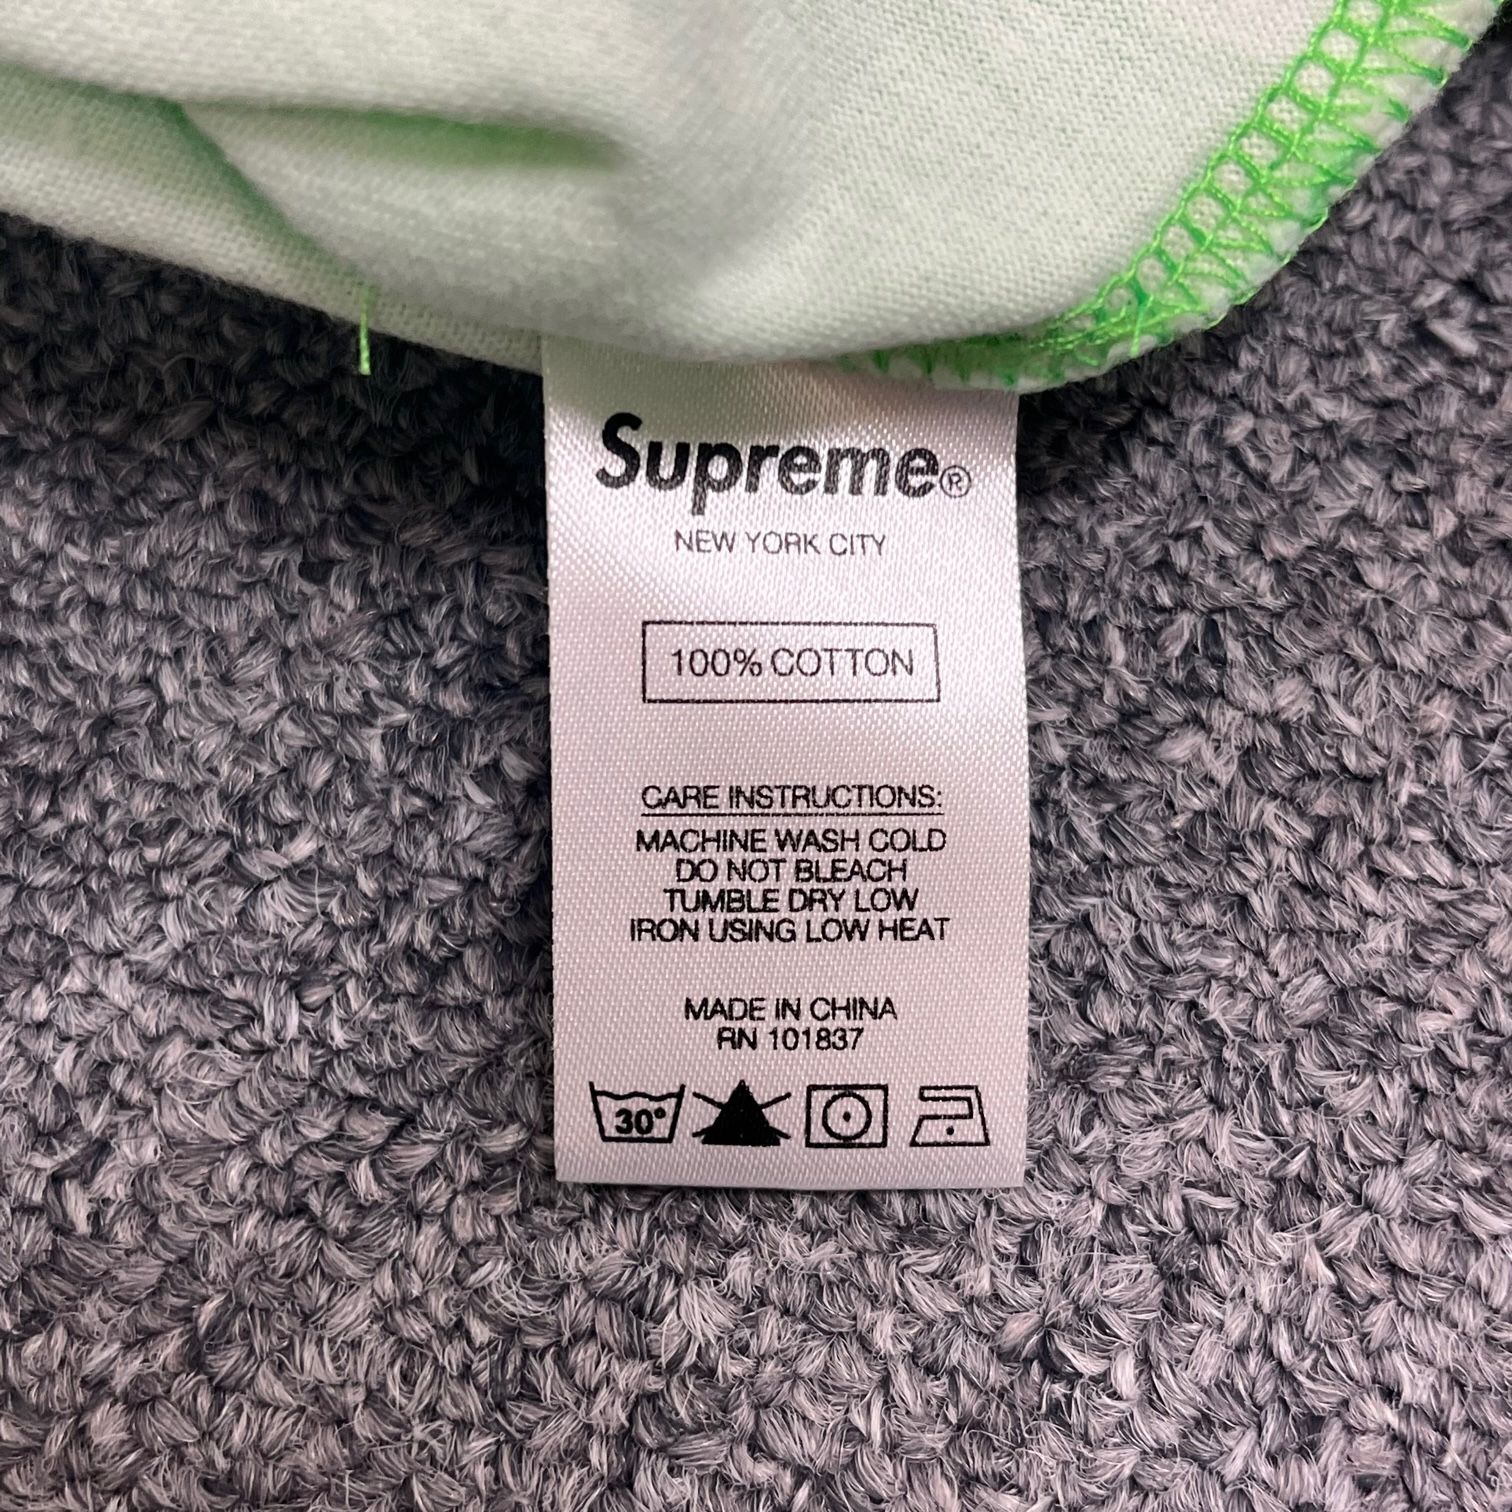 Supreme®
NEW YORK CITY
100% COTTON
CARE INSTRUCTIONS:
MACHINE WASH COLD
DO NOT BLEACH
TUMBLE DRY LOW
IRON USING LOW HEAT
MADE IN CHINA
RN 101837
30°